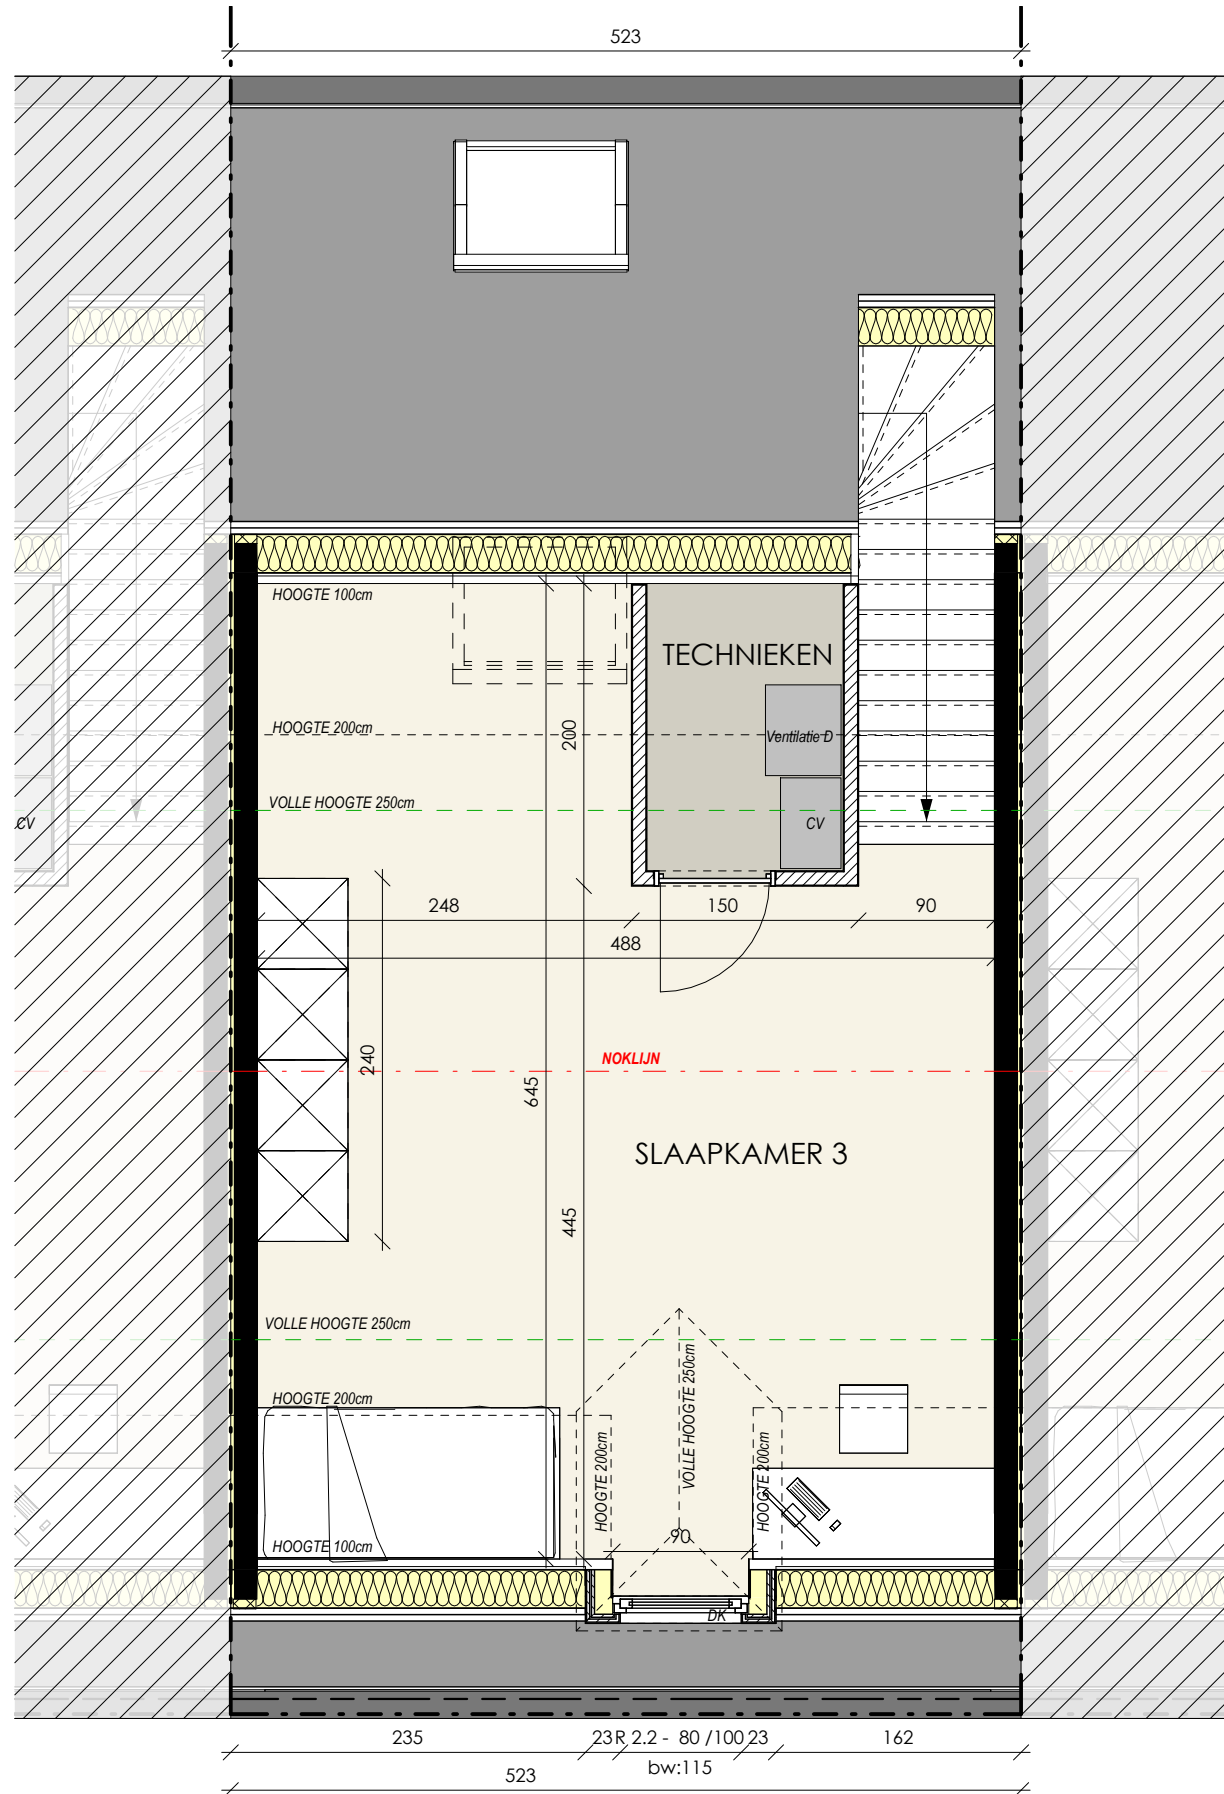 523
HOOGTE 100cm
TECHNIEKEN
HOOGTE 200cm
200
Ventilatie D
VOLLE HOOGTE 250cm
CV
CV
248
150
90
488
NOKLIJN
240
645
SLAAPKAMER 3
445
VOLLE HOOGTE 250cm
VOLLE HOOGTE 250cm
HOOGTE 200cm
HOOGTE 200cm
HOOGTE 200cm
90
HOOGTE 100cm
DK
235
23
R 2.2 - 80 /100
23
162
bw:115
523